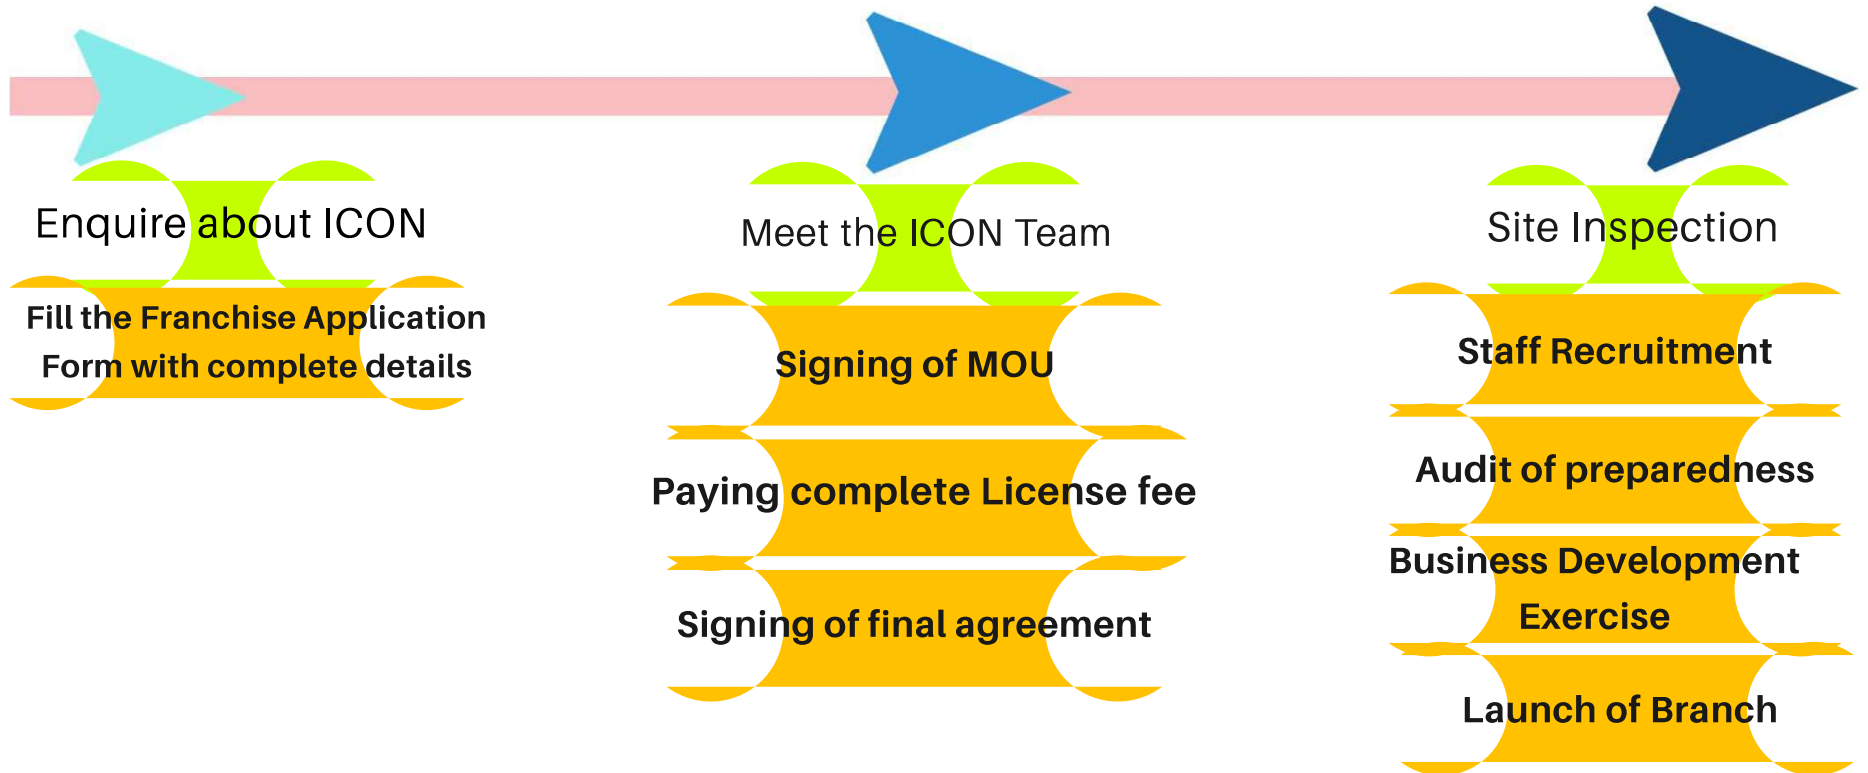 Enquire about ICON
Fill the Franchise Application
Form with complete details
Meet the ICON Team
Signing of MOU
Paying complete License fee
Signing of final agreement
Site Inspection
Staff Recruitment
Audit of preparedness
Business Development
Exercise
Launch of Branch